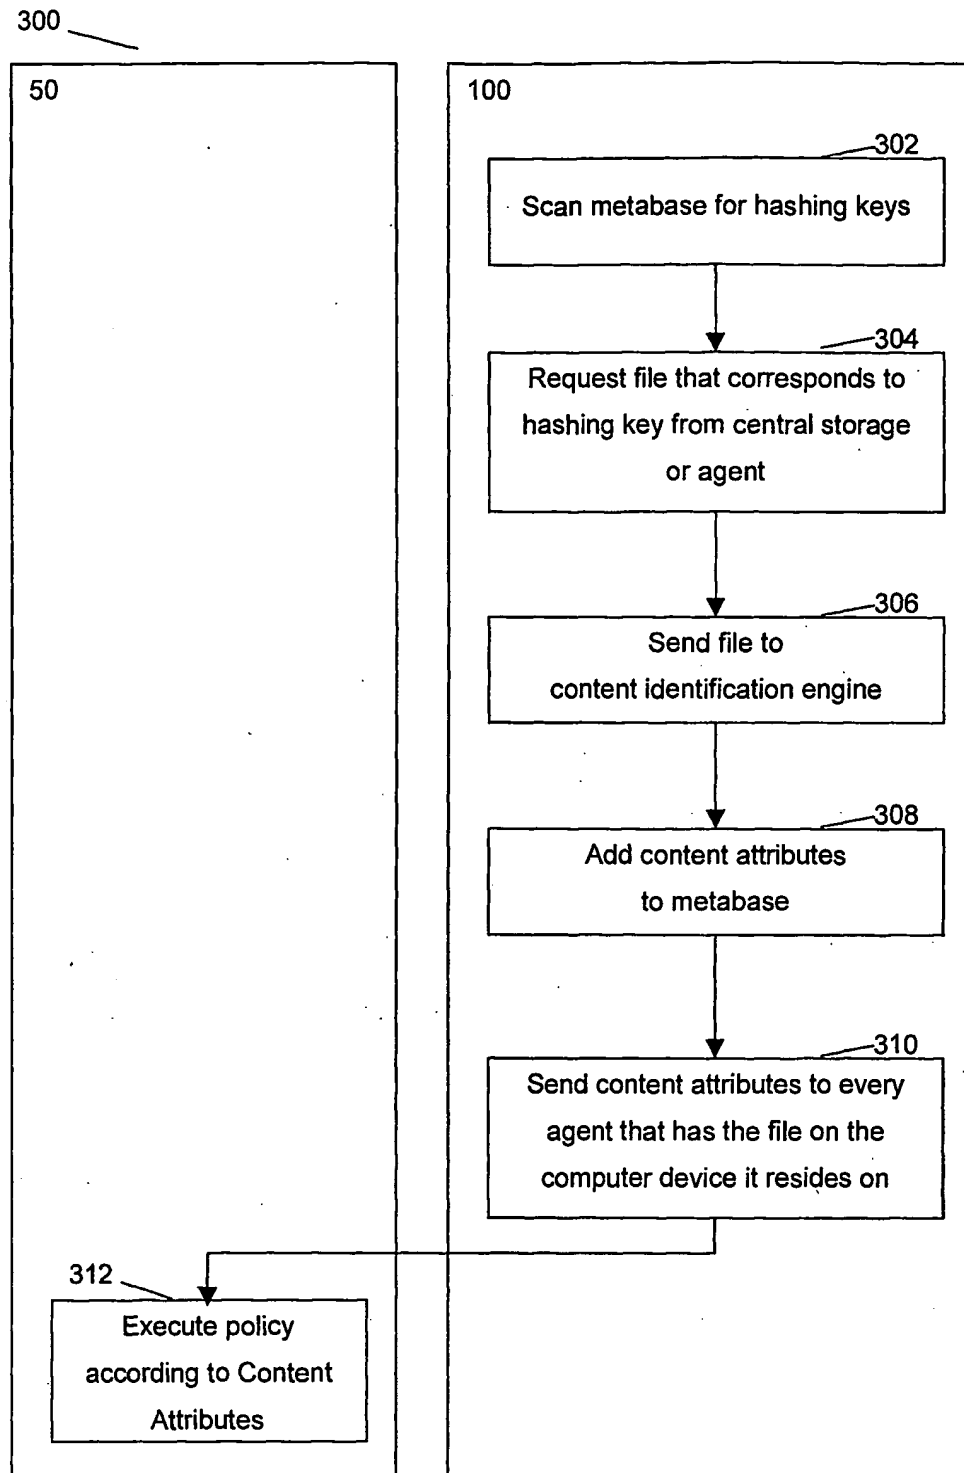 300
50
100
302
Scan metabase for hashing keys
304
Request file that corresponds to
hashing key from central storage
or agent
306
Send file to
content identification engine
308
Add content attributes
to metabase
310
Send content attributes to every
agent that has the file on the
computer device it resides on
312
Execute policy
according to Content
Attributes